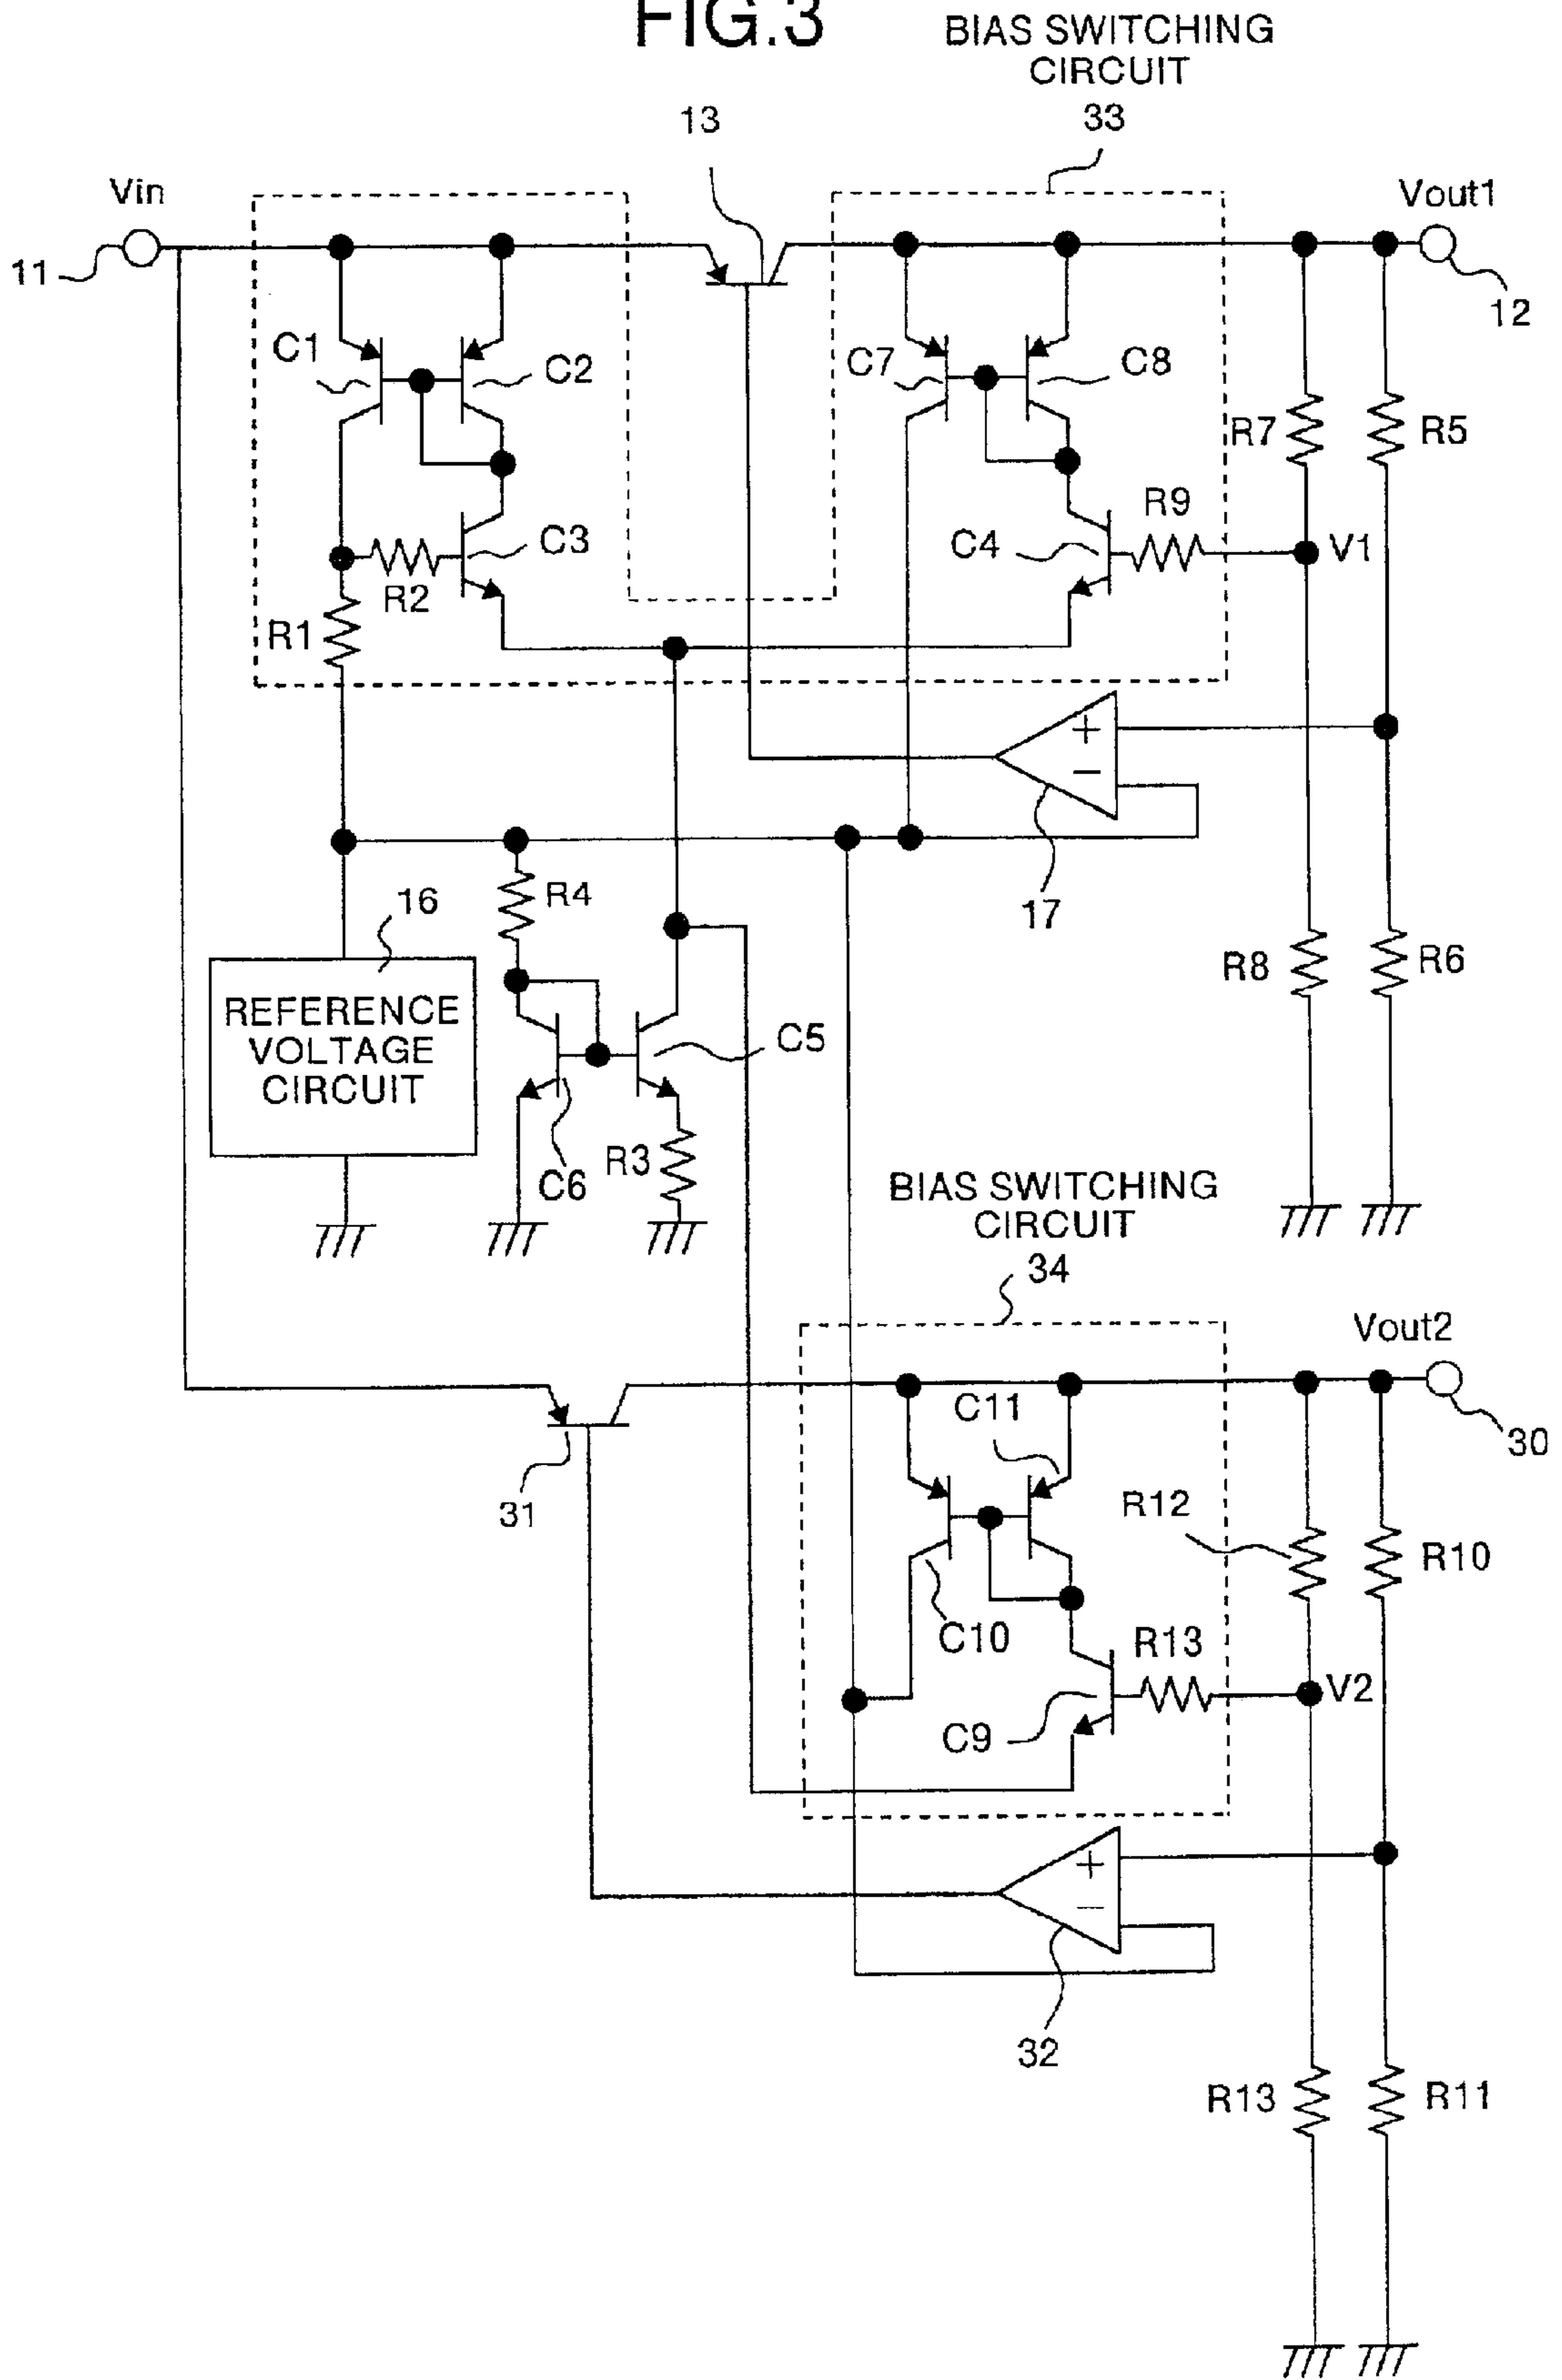 FIG.3
BIAS SWITCHING
CIRCUIT
33
13
Vin
Vout1
11
12
C1
C2
C7
C8
R7
R5
R9
C3
C4
V1
R2
R1
+
−
17
R4
16
R8
R6
REFERENCE
VOLTAGE
CIRCUIT
C5
R3
C6
BIAS SWITCHING
CIRCUIT
34
Vout2
C11
30
31
R12
R10
C10
R13
V2
C9
+
−
32
R13
R11